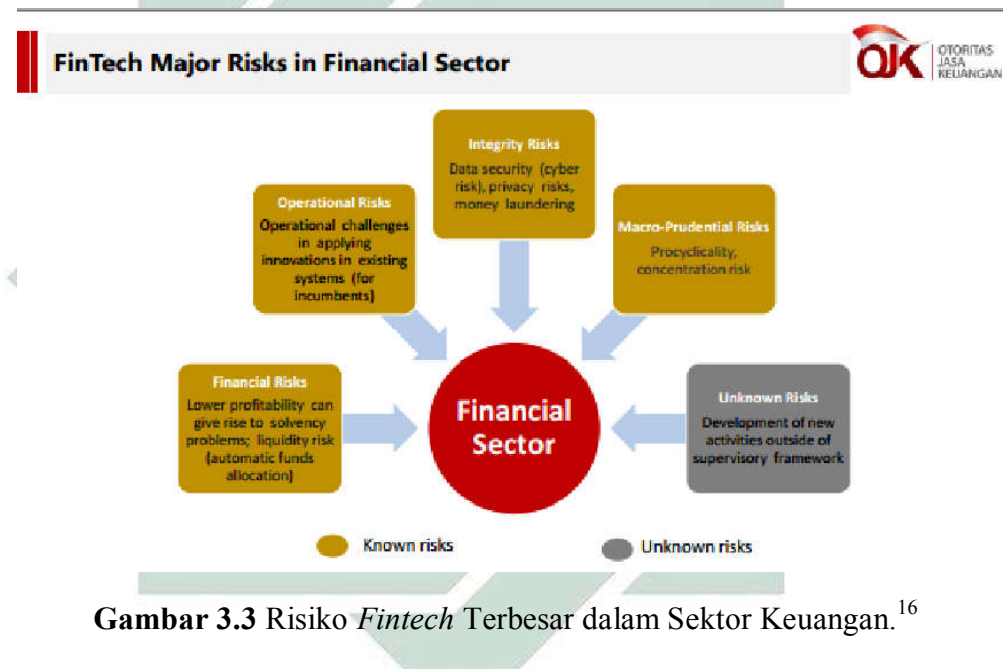 FinTech Major Risks in Financial Sector
OJK
OTORITAS
JASA
KEUANGAN
Integrity Risks
Data security (cyber
risk), privacy risks,
money laundering
Operational Risks
Operational challenges
in applying
innovations in existing
systems (for
incumbents)
Macro-Prudential Risks
Procyclicality,
concentration risk
Financial Risks
Lower profitability can
give rise to solvency
problems; liquidity risk
(automatic funds
allocation)
Financial
Sector
Unknown Risks
Development of new
activities outside of
supervisory framework
Known risks
Unknown risks
Gambar 3.3 Risiko Fintech Terbesar dalam Sektor Keuangan.16